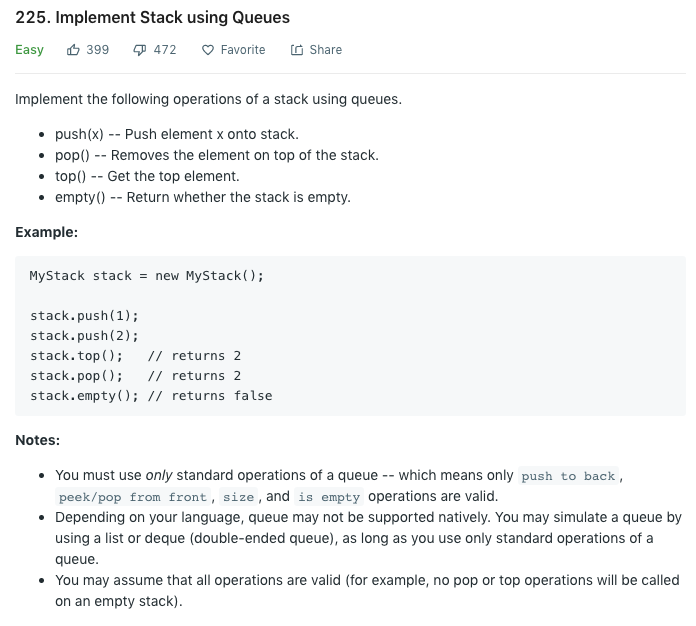 225. Implement Stack using Queues
Easy 399 472 Favorite Share
Implement the following operations of a stack using queues.
• push(x) -- Push element x onto stack.
• pop() -- Removes the element on top of the stack.
• top() -- Get the top element.
• empty() -- Return whether the stack is empty.
Example:
MyStack stack = new MyStack();
stack.push(1);
stack.push(2);
stack.top();   // returns 2
stack.pop();   // returns 2
stack.empty(); // returns false
Notes:
• You must use only standard operations of a queue -- which means only push to back ,
peek/pop from front , size , and is empty operations are valid.
• Depending on your language, queue may not be supported natively. You may simulate a queue by
using a list or deque (double-ended queue), as long as you use only standard operations of a
queue.
• You may assume that all operations are valid (for example, no pop or top operations will be called
on an empty stack).